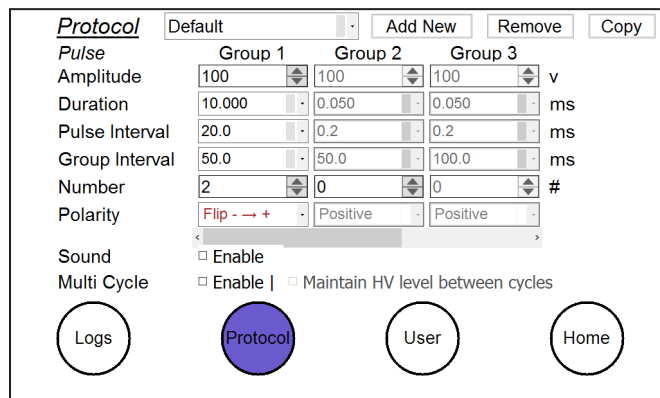 Protocol Default Add New Remove Copy
Pulse Group 1 Group 2 Group 3
Amplitude 100 100 100 v
Duration 10.000 0.050 0.050 ms
Pulse Interval 20.0 0.2 0.2 ms
Group Interval 50.0 50.0 100.0 ms
Number 2 0 0 #
Polarity Flip - → + Positive Positive
Sound Enable
Multi Cycle Enable | Maintain HV level between cycles
Logs Protocol User Home